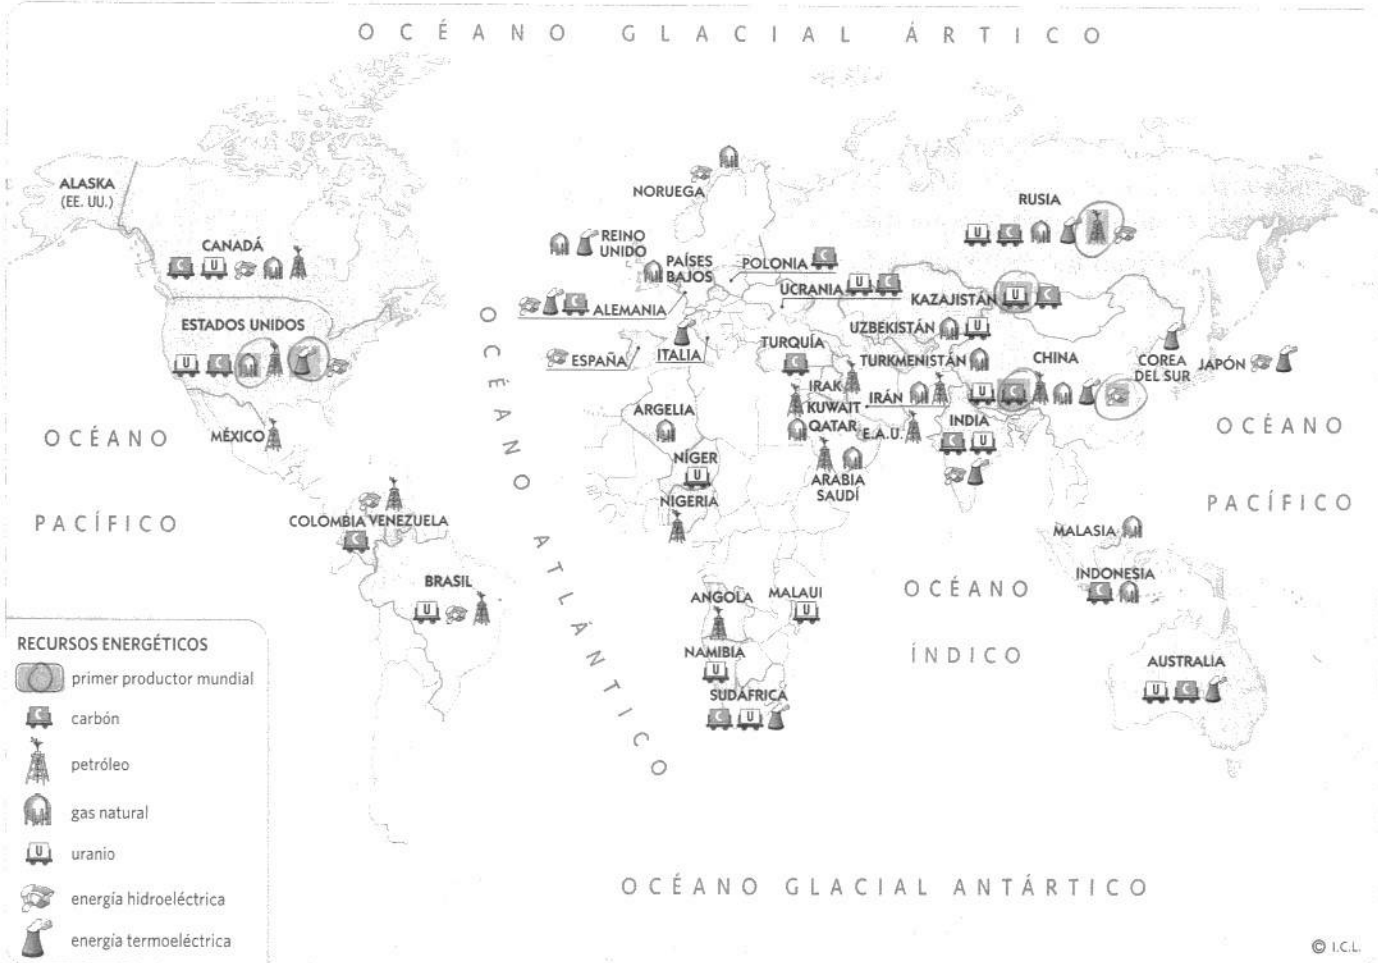 OCÉANO GLACIAL ÁRTICO
ALASKA
(EE. UU.)
CANADÁ
U
ESTADOS UNIDOS
U
MÉXICO
OCÉANO
PACÍFICO
COLOMBIA
VENEZUELA
BRASIL
U
OCÉANO ATLÁNTICO
NORUEGA
REINO
UNIDO
PAÍSES
BAJOS
POLONIA
UCRANIA
U
ALEMANIA
ESPAÑA
ITALIA
TURQUÍA
RUSIA
U
KAZAJISTÁN
U
UZBEKISTÁN
U
TURKMENISTÁN
CHINA
U
COREA
DEL SUR
JAPÓN
IRAK
IRÁN
KUWAIT
QATAR
E.A.U.
ARABIA
SAUDÍ
INDIA
U
ARGELIA
NÍGER
U
NIGERIA
ANGOLA
MALAUI
U
NAMIBIA
U
SUDÁFRICA
U
OCÉANO
PACÍFICO
MALASIA
INDONESIA
OCÉANO
ÍNDICO
AUSTRALIA
U
OCÉANO GLACIAL ANTÁRTICO
RECURSOS ENERGÉTICOS
primer productor mundial
C carbón
petróleo
gas natural
U uranio
energía hidroeléctrica
energía termoeléctrica
© I.C.L.